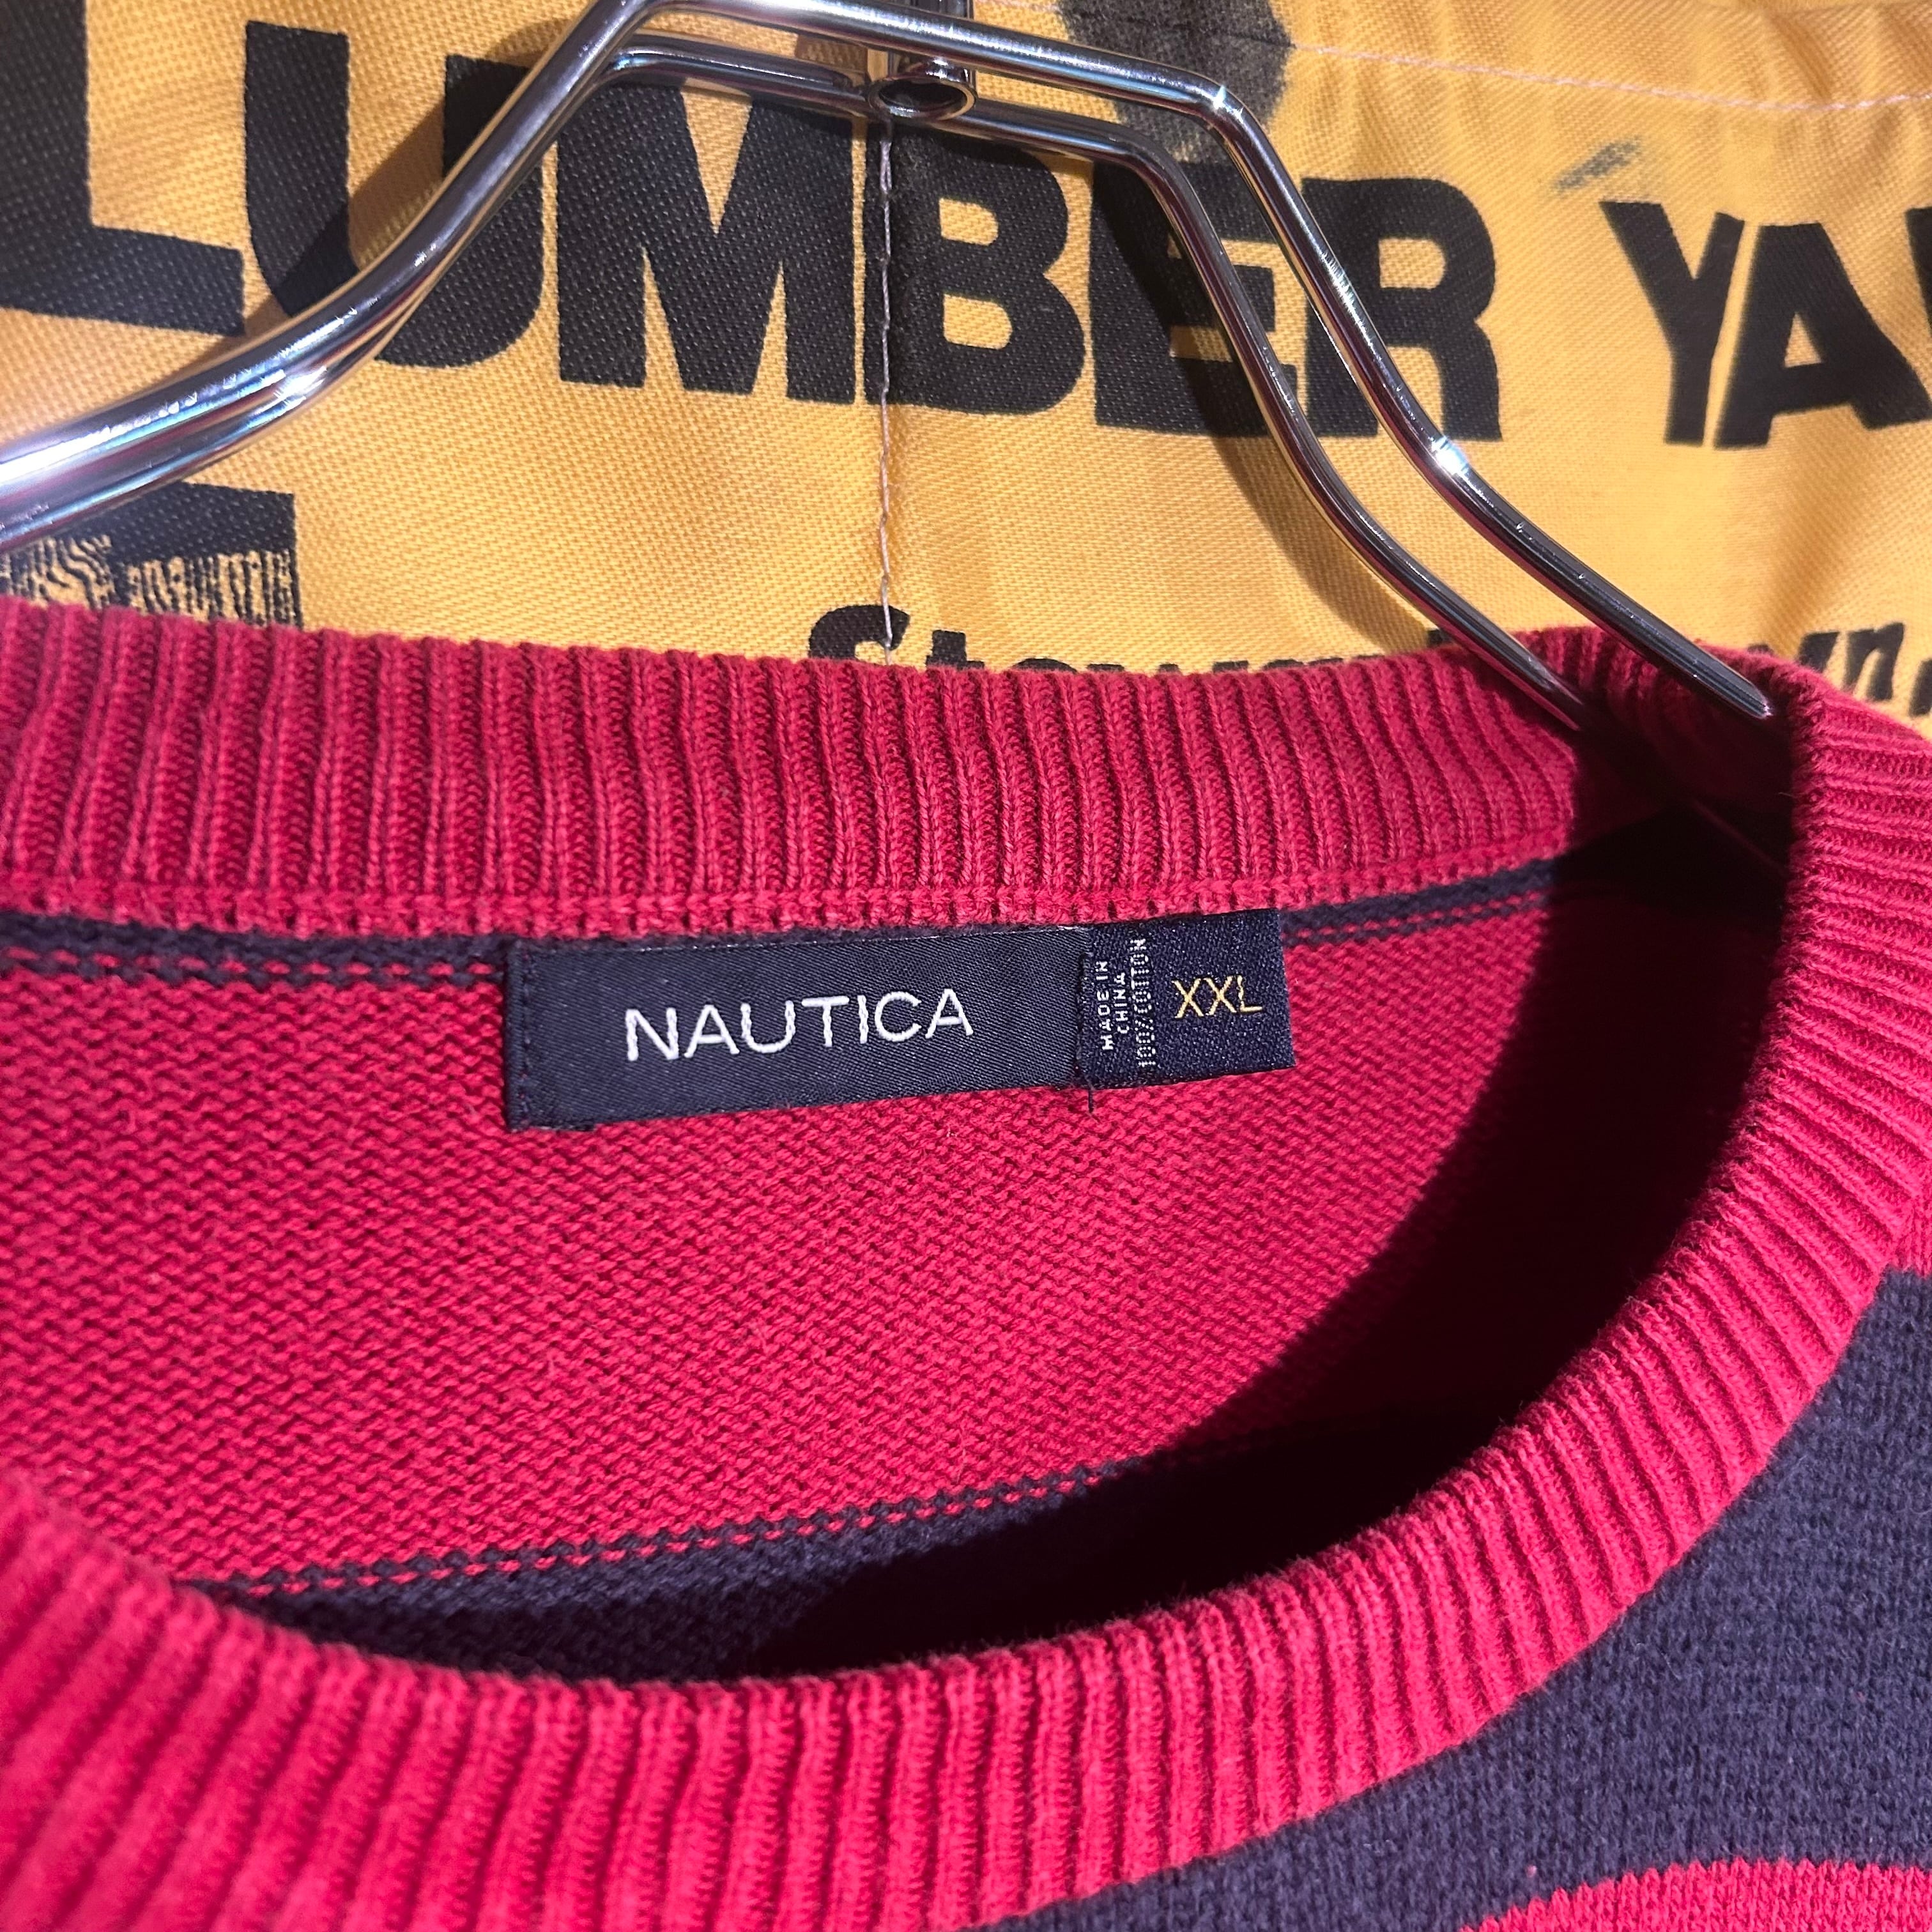 LUMBER YA
NAUTICA
MADE IN
CHINA
100% COTTON
XXL